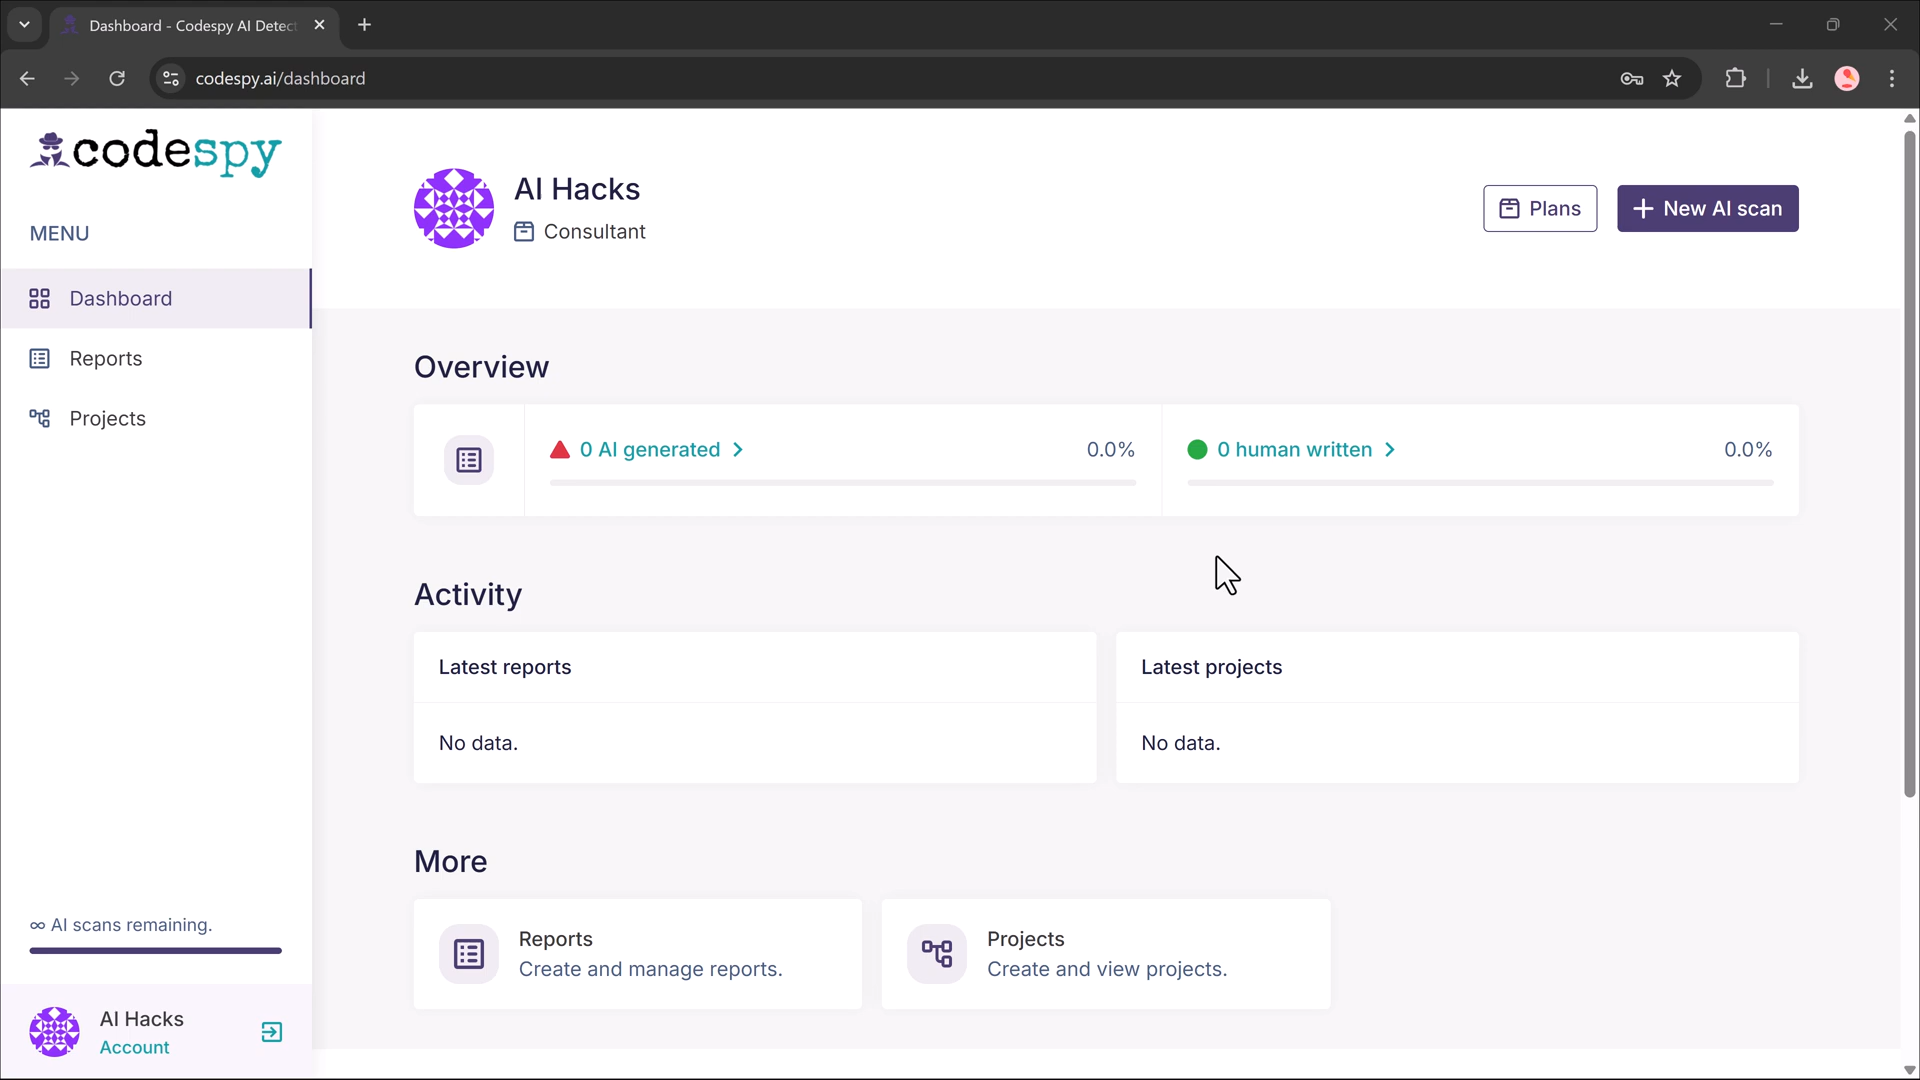 Dashboard - Codespy AI Detect
codespy.ai/dashboard
codespy
MENU
Dashboard
Reports
Projects
∞ AI scans remaining.
AI Hacks
Account
AI Hacks
Consultant
Plans
New AI scan
Overview
0 AI generated
0.0%
0 human written
0.0%
Activity
Latest reports
No data.
Latest projects
No data.
More
Reports
Create and manage reports.
Projects
Create and view projects.